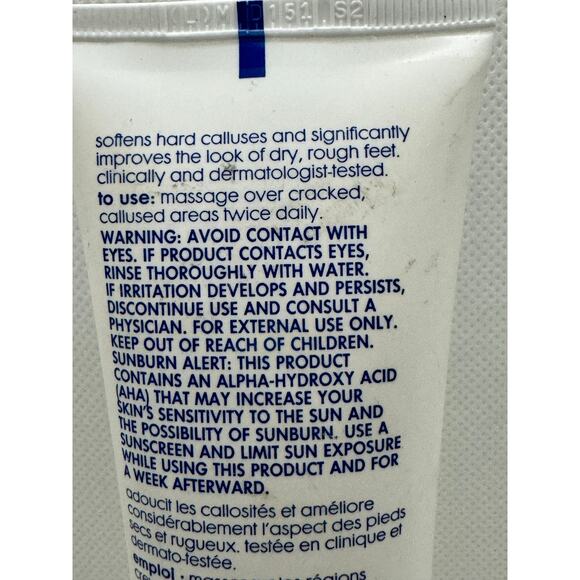 151.S2
softens hard calluses and significantly
improves the look of dry, rough feet.
clinically and dermatologist-tested.
to use: massage over cracked,
callused areas twice daily.
WARNING: AVOID CONTACT WITH
EYES. IF PRODUCT CONTACTS EYES,
RINSE THOROUGHLY WITH WATER.
IF IRRITATION DEVELOPS AND PERSISTS,
DISCONTINUE USE AND CONSULT A
PHYSICIAN. FOR EXTERNAL USE ONLY.
KEEP OUT OF REACH OF CHILDREN.
SUNBURN ALERT: THIS PRODUCT
CONTAINS AN ALPHA-HYDROXY ACID
(AHA) THAT MAY INCREASE YOUR
SKIN'S SENSITIVITY TO THE SUN AND
THE POSSIBILITY OF SUNBURN. USE A
SUNSCREEN AND LIMIT SUN EXPOSURE
WHILE USING THIS PRODUCT AND FOR
A WEEK AFTERWARD.
adoucit les callosités et améliore
considérablement l'aspect des pieds
secs et rugueux. testée en clinique et
dermato-testée.
emploi : les régions